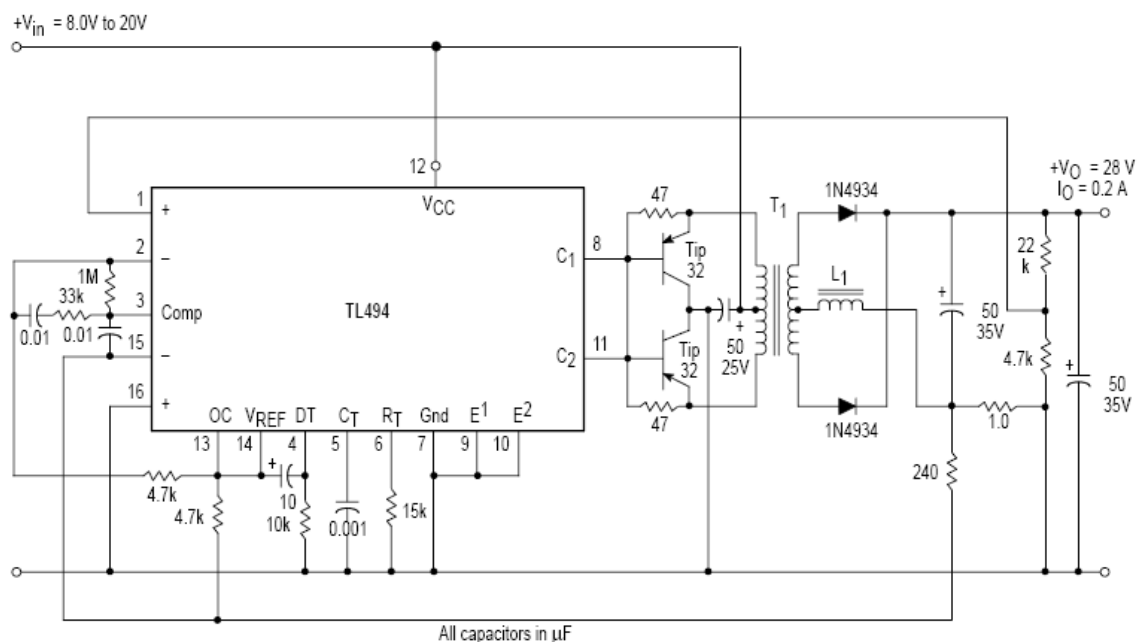 +Vin = 8.0V to 20V
12
VCC
+VO = 28 V
IO = 0.2 A
1
+
2
−
1M
33k
3
Comp
0.01
0.01
15
−
16
+
TL494
C1
8
C2
11
47
Tip
32
Tip
32
47
+
50
25V
T1
1N4934
L1
1N4934
22
k
+
50
35V
4.7k
+
50
35V
1.0
240
OC
VREF
DT
CT
RT
Gnd
E1
E2
13
14
4
5
6
7
9
10
+
4.7k
4.7k
10
10k
0.001
15k
All capacitors in μF